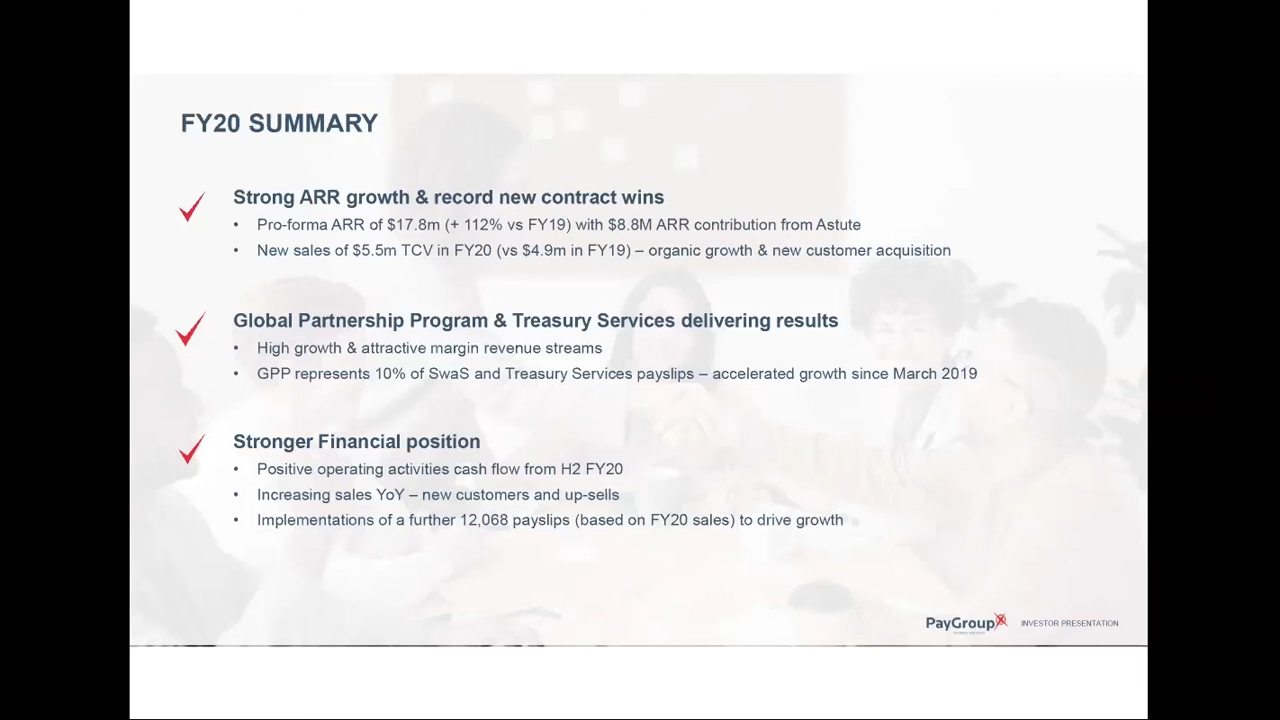 FY20 SUMMARY
Strong ARR growth & record new contract wins
• Pro-forma ARR of $17.8m (+ 112% vs FY19) with $8.8M ARR contribution from Astute
• New sales of $5.5m TCV in FY20 (vs $4.9m in FY19) – organic growth & new customer acquisition
Global Partnership Program & Treasury Services delivering results
• High growth & attractive margin revenue streams
• GPP represents 10% of SwaS and Treasury Services payslips – accelerated growth since March 2019
Stronger Financial position
• Positive operating activities cash flow from H2 FY20
• Increasing sales YoY – new customers and up-sells
• Implementations of a further 12,068 payslips (based on FY20 sales) to drive growth
PayGroup INVESTOR PRESENTATION